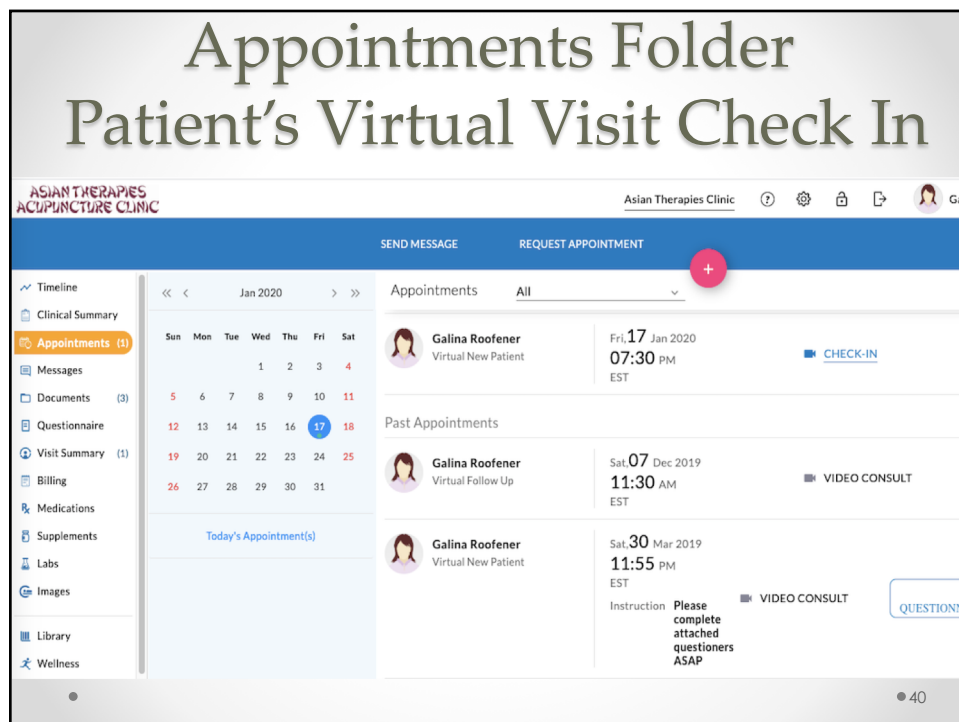 Appointments Folder
Patient's Virtual Visit Check In
ASIAN THERAPIES
ACUPUNCTURE CLINIC
Asian Therapies Clinic
Ga
SEND MESSAGE REQUEST APPOINTMENT
+
Timeline
Clinical Summary
Appointments (1)
Messages
Documents (3)
Questionnaire
Visit Summary (1)
Billing
Medications
Supplements
Labs
Images
Library
Wellness
Jan 2020
Sun Mon Tue Wed Thu Fri Sat
1 2 3 4
5 6 7 8 9 10 11
12 13 14 15 16 17 18
19 20 21 22 23 24 25
26 27 28 29 30 31
Today's Appointment(s)
Appointments All
Galina Roofener
Virtual New Patient
Fri,17 Jan 2020
07:30 PM
EST
CHECK-IN
Past Appointments
Galina Roofener
Virtual Follow Up
Sat,07 Dec 2019
11:30 AM
EST
VIDEO CONSULT
Galina Roofener
Virtual New Patient
Sat,30 Mar 2019
11:55 PM
EST
Instruction Please
complete
attached
questioners
ASAP
VIDEO CONSULT
QUESTIONN
40